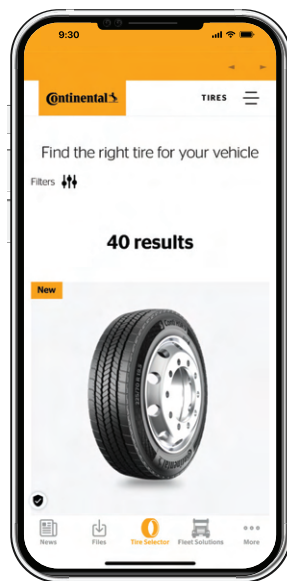 9:30
Continental
TIRES
Find the right tire for your vehicle
Filters
40 results
New
Continental
News
Files
Tire Selector
Fleet Solutions
More